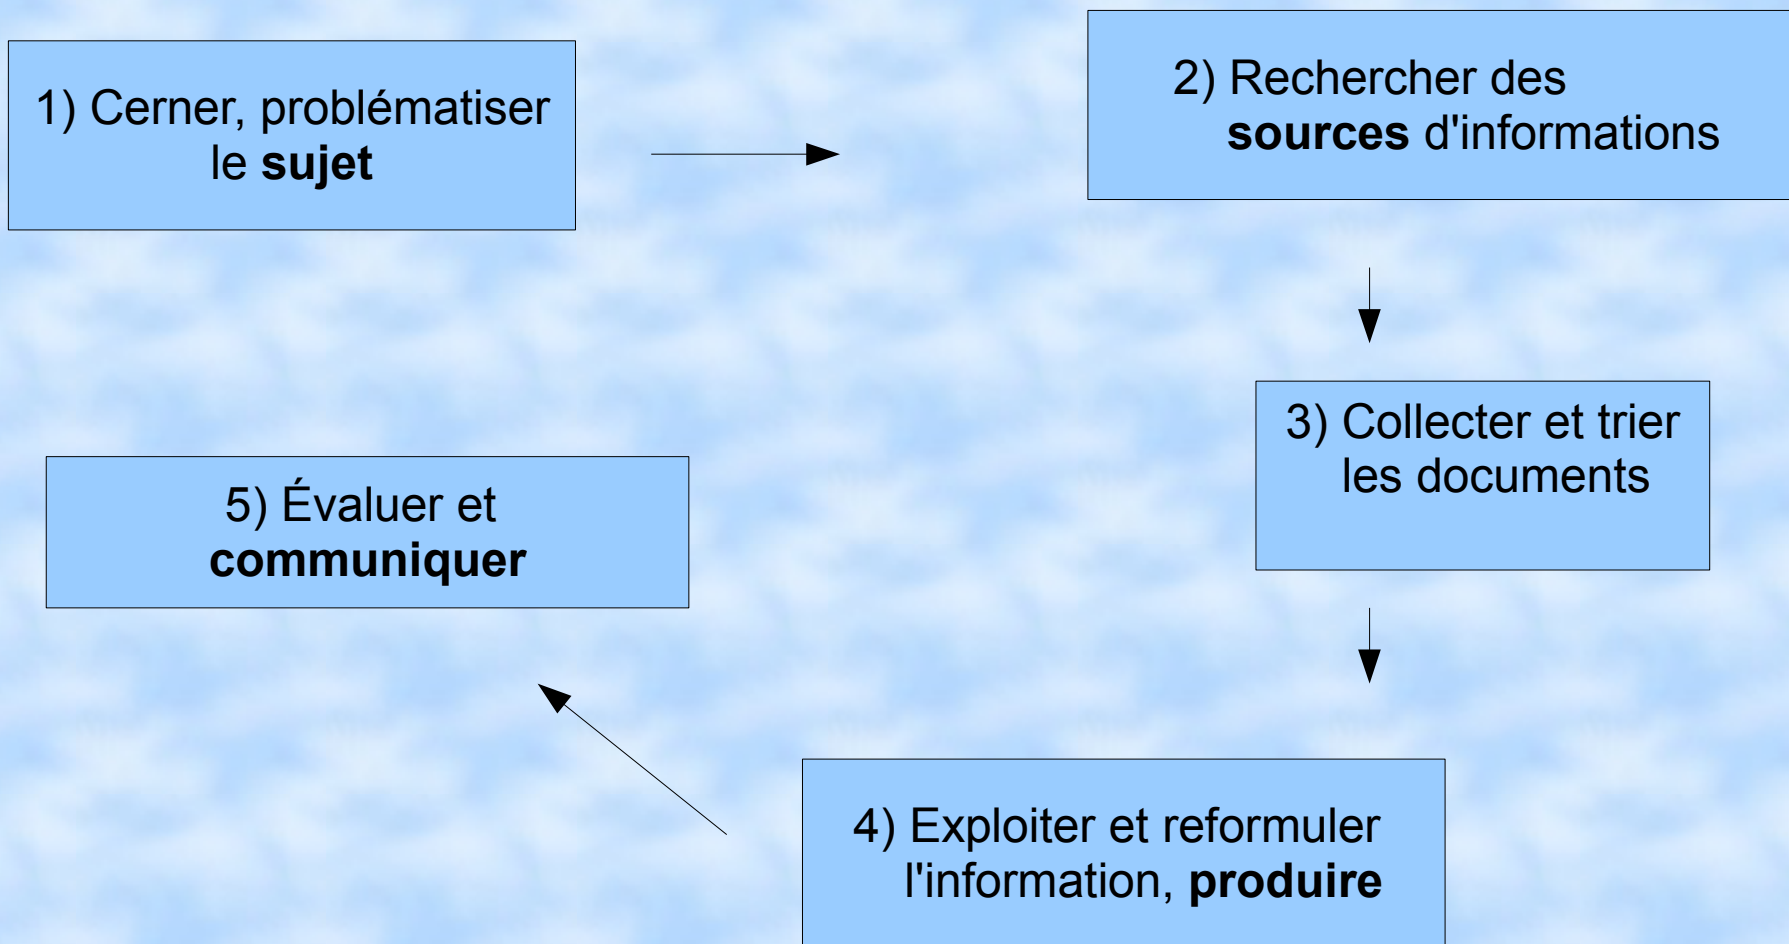 1) Cerner, problématiser
le sujet
2) Rechercher des
sources d'informations
3) Collecter et trier
les documents
4) Exploiter et reformuler
l'information, produire
5) Évaluer et
communiquer